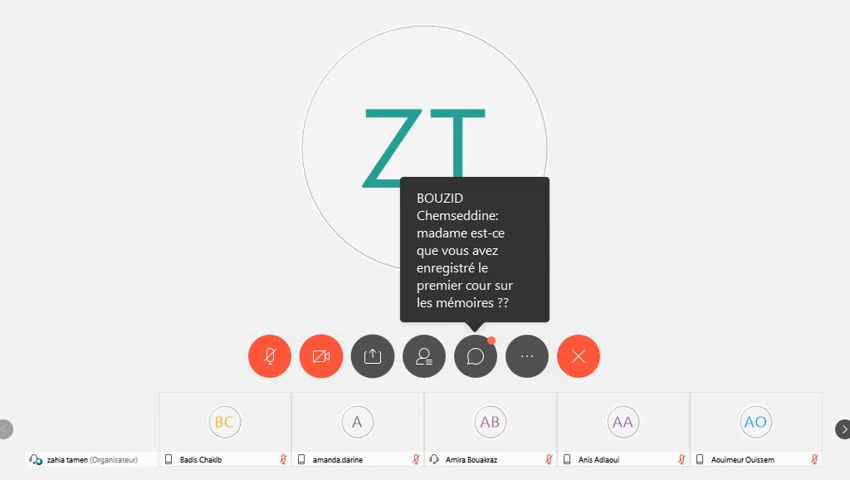 ZT
BOUZID
Chemseddine:
madame est-ce
que vous avez
enregistré le
premier cour sur
les mémoires ??
BC
A
AB
AA
AO
zahia tamen (Organisateur)
Badis Chakib
amanda.darine
Amira Bouakraz
Anis Adlaoui
Aouimeur Ouissem